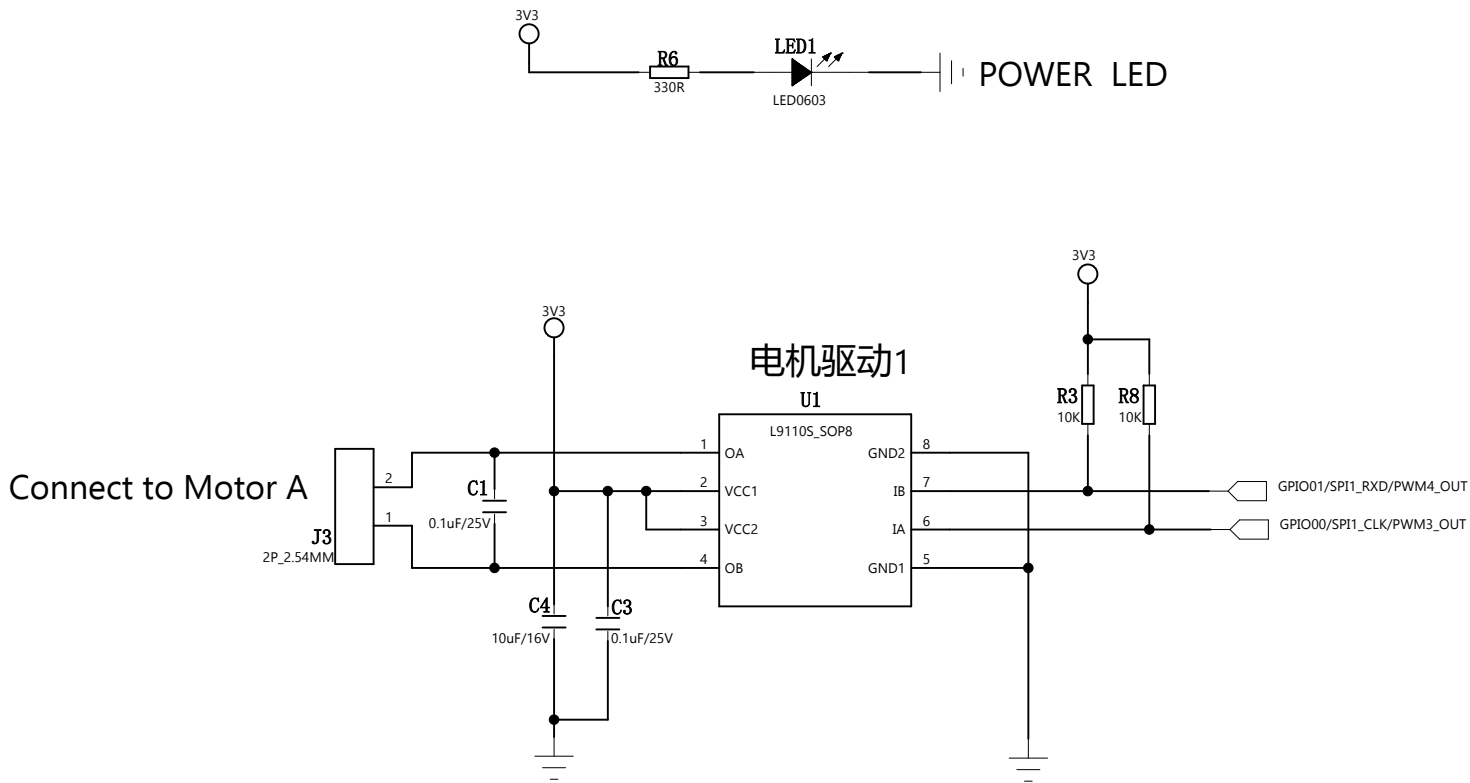 3V3
R6
330R
LED1
LED0603
POWER LED
3V3
3V3
电机驱动1
U1
L9110S_SOP8
R3
10K
R8
10K
1
OA
GND2
8
2
VCC1
IB
7
GPIO01/SPI1_RXD/PWM4_OUT
3
VCC2
IA
6
GPIO00/SPI1_CLK/PWM3_OUT
4
OB
GND1
5
Connect to Motor A
2
1
J3
2P_2.54MM
C1
0.1uF/25V
C4
10uF/16V
C3
0.1uF/25V